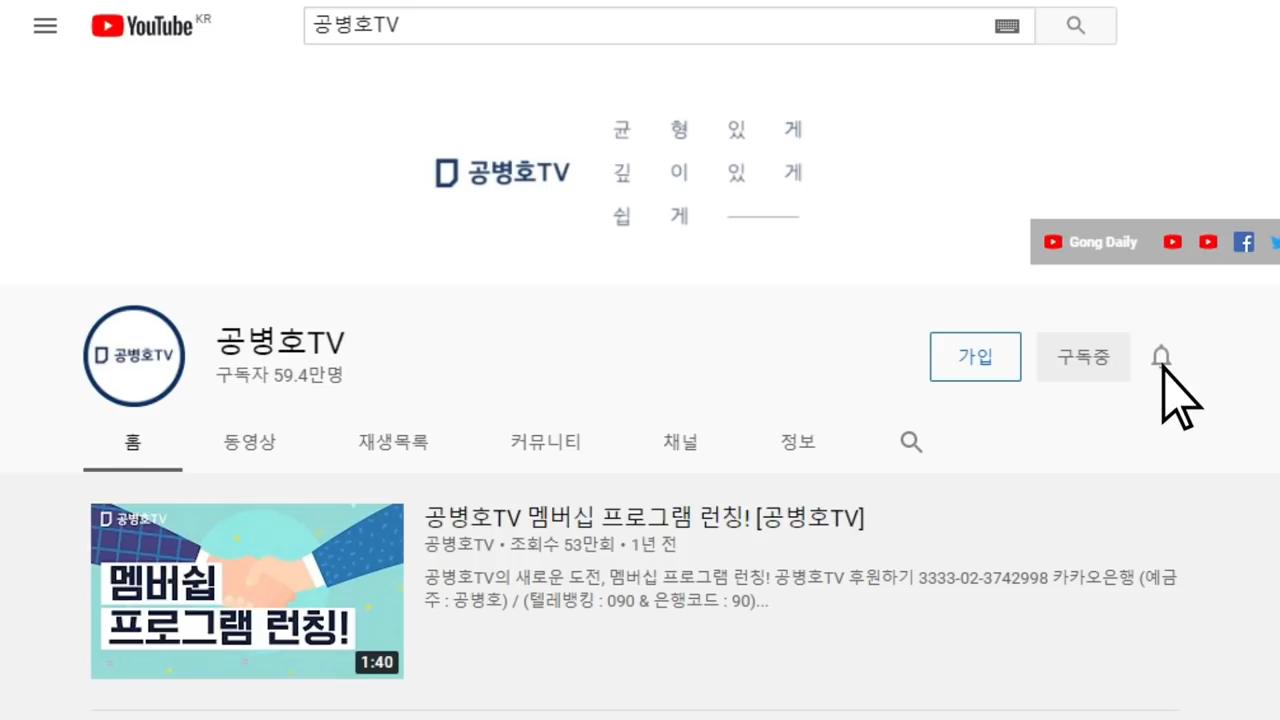 YouTube KR
공병호TV
균 형 있 게
공병호TV
깊 이 있 게
쉽 게
Gong Daily
공병호TV
공병호TV
구독자 59.4만명
가입
구독중
홈
동영상
재생목록
커뮤니티
채널
정보
공병호TV
멤버쉽
프로그램 런칭!
1:40
공병호TV 멤버십 프로그램 런칭! [공병호TV]
공병호TV • 조회수 53만회 • 1년 전
공병호TV의 새로운 도전, 멤버십 프로그램 런칭! 공병호TV 후원하기 3333-02-3742998 카카오은행 (예금
주 : 공병호) / (텔레뱅킹 : 090 & 은행코드 : 90)...